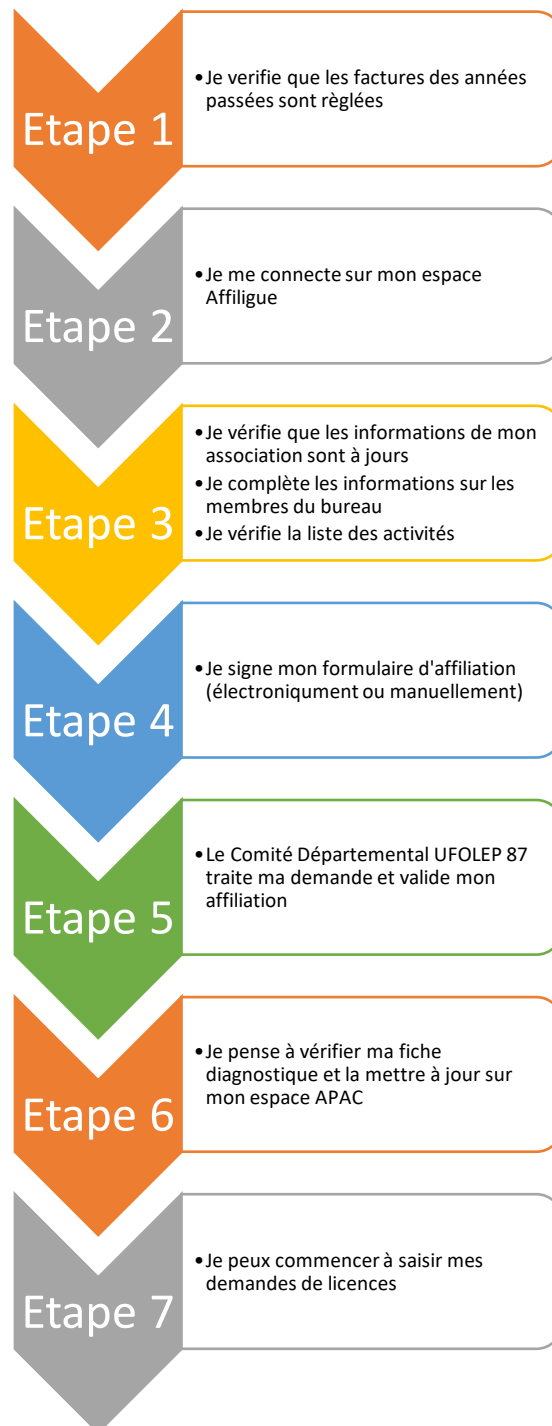 Etape 1
•Je verifie que les factures des années
passées sont règlées
Etape 2
•Je me connecte sur mon espace
Affiligue
Etape 3
•Je vérifie que les informations de mon
association sont à jours
•Je complète les informations sur les
membres du bureau
•Je vérifie la liste des activités
Etape 4
•Je signe mon formulaire d'affiliation
(électroniqument ou manuellement)
Etape 5
•Le Comité Départemental UFOLEP 87
traite ma demande et valide mon
affiliation
Etape 6
•Je pense à vérifier ma fiche
diagnostique et la mettre à jour sur
mon espace APAC
Etape 7
•Je peux commencer à saisir mes
demandes de licences